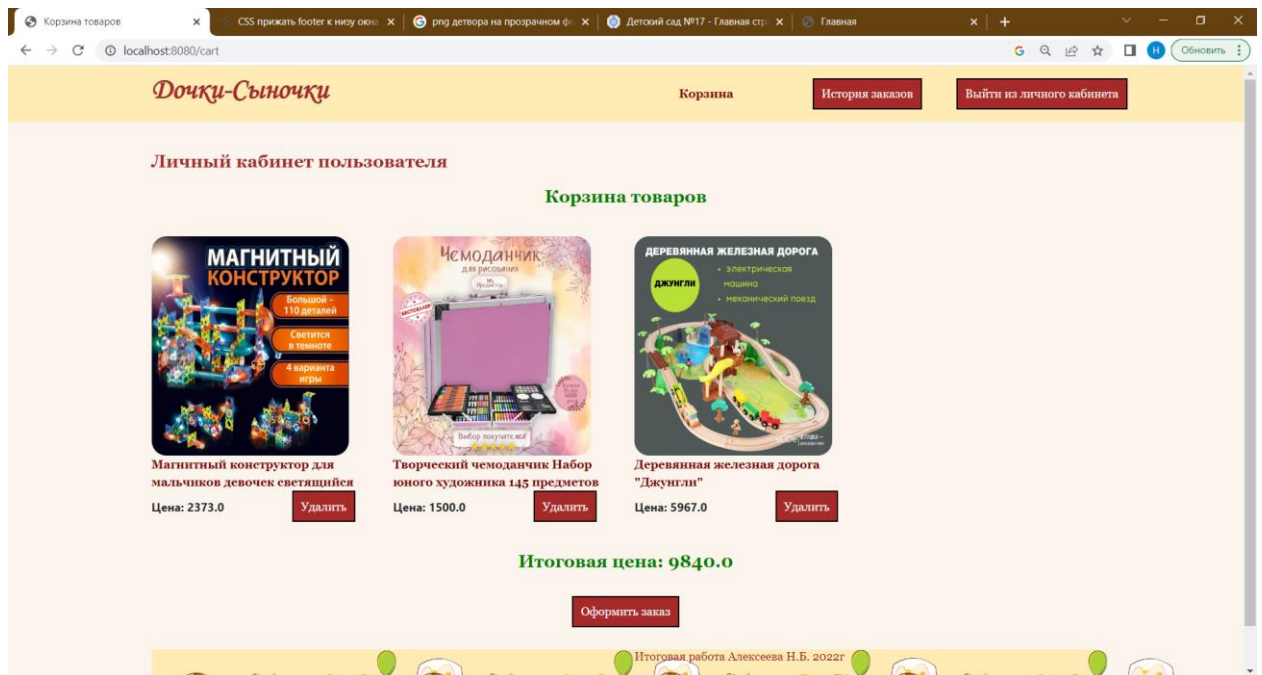 Корзина товаров
CSS прижать footer к низу окна
png детвора на прозрачном фо
Детский сад №17 - Главная стр
Главная
localhost:8080/cart
Обновить
Дочки-Сыночки
Корзина
История заказов
Выйти из личного кабинета
Личный кабинет пользователя
Корзина товаров
МАГНИТНЫЙ
КОНСТРУКТОР
Большой –
110 деталей
Светится
в темноте
4 варианта
игры
Чемоданчик
для рисования
БЕСТСЕЛЛЕР
Выбор покупателей
ДЕРЕВЯННАЯ ЖЕЛЕЗНАЯ ДОРОГА
ДЖУНГЛИ
• электрическая
машина
• механический поезд
Магнитный конструктор для
мальчиков девочек светящийся
Цена: 2373.0
Удалить
Творческий чемоданчик Набор
юного художника 145 предметов
Цена: 1500.0
Удалить
Деревянная железная дорога
"Джунгли"
Цена: 5967.0
Удалить
Итоговая цена: 9840.0
Оформить заказ
Итоговая работа Алексеева Н.Б. 2022г